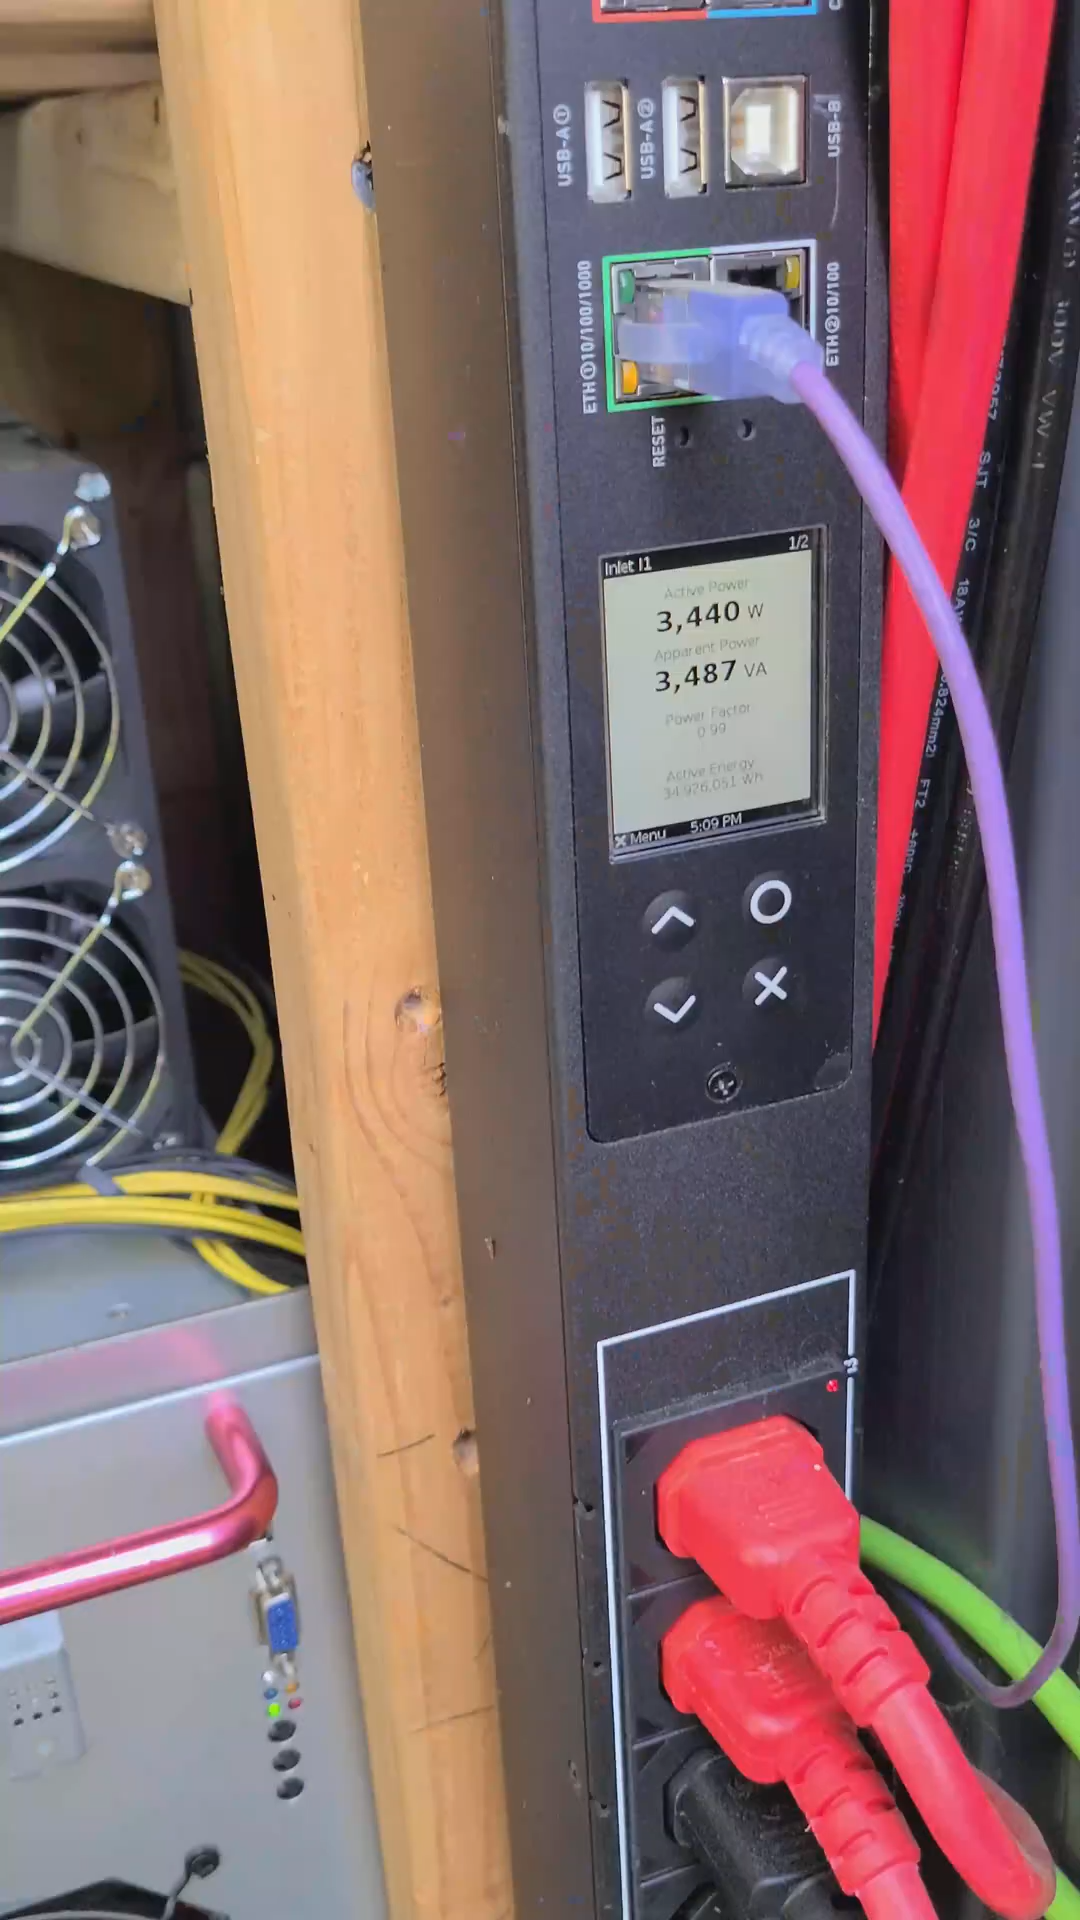 USB-A①
USB-A②
USB-B
ETH①10/100/1000
ETH②10/100
RESET
Inlet I1
1/2
Active Power
3,440 W
Apparent Power
3,487 VA
Power Factor
0.99
Active Energy
34,926,051 Wh
Menu
5:09 PM
SJT 3/C
FT2